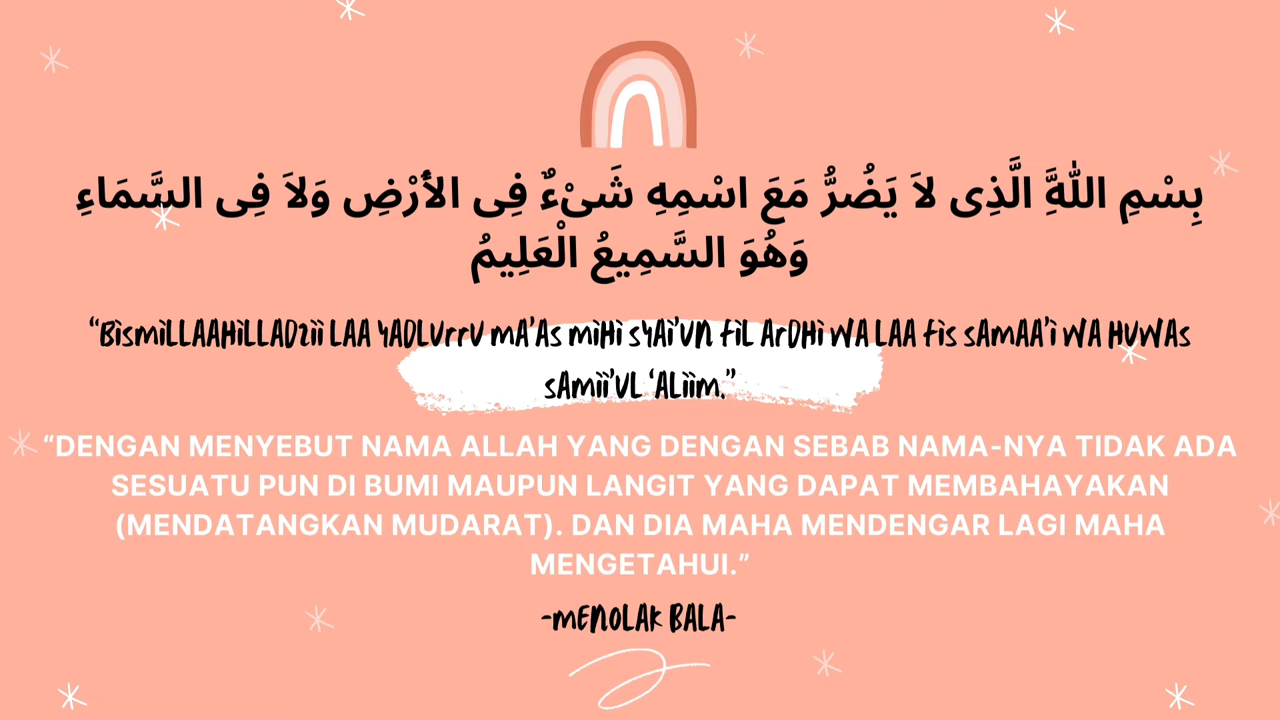 بِسْمِ اللهَِّ الَّذِى لاَ يَضُرُّ مَعَ اسْمِهِ شَىْءٌ فِى الأَرْضِ وَلاَ فِى السَّمَاءِ
وَهُوَ السَّمِيعُ الْعَلِيمُ
“BismiLLAAHiLLADzii LAA YADLUrrU mA’As miHi sYAi’UN fiL ArDHi WA LAA fis sAmAA’i WA HUWAs
sAmii’UL ‘ALiim.”
“DENGAN MENYEBUT NAMA ALLAH YANG DENGAN SEBAB NAMA-NYA TIDAK ADA
SESUATU PUN DI BUMI MAUPUN LANGIT YANG DAPAT MEMBAHAYAKAN
(MENDATANGKAN MUDARAT). DAN DIA MAHA MENDENGAR LAGI MAHA
MENGETAHUI.”
-mENOLAk BALA-